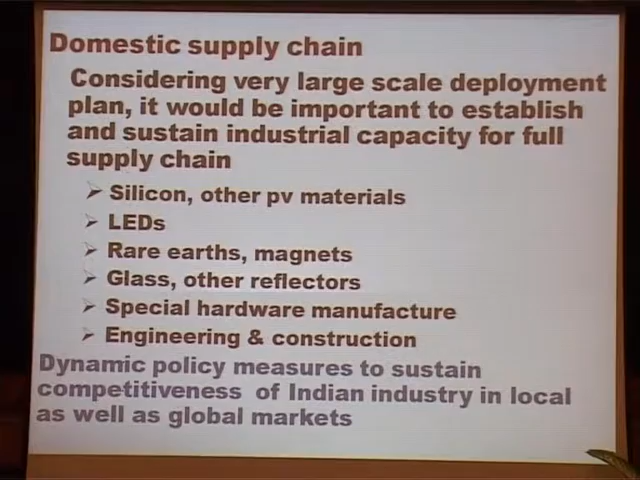 Domestic supply chain
Considering very large scale deployment
plan, it would be important to establish
and sustain industrial capacity for full
supply chain
➢ Silicon, other pv materials
➢ LEDs
➢ Rare earths, magnets
➢ Glass, other reflectors
➢ Special hardware manufacture
➢ Engineering & construction
Dynamic policy measures to sustain
competitiveness of Indian industry in local
as well as global markets